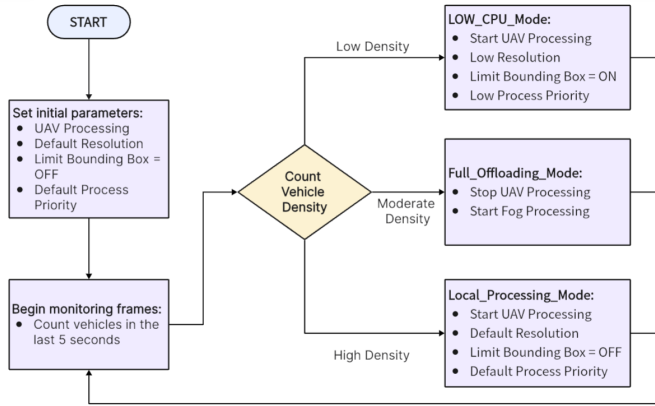 START
Set initial parameters:
● UAV Processing
● Default Resolution
● Limit Bounding Box =
OFF
● Default Process
Priority
Begin monitoring frames:
● Count vehicles in the
last 5 seconds
Count
Vehicle
Density
Low Density
Moderate
Density
High Density
LOW_CPU_Mode:
● Start UAV Processing
● Low Resolution
● Limit Bounding Box = ON
● Low Process Priority
Full_Offloading_Mode:
● Stop UAV Processing
● Start Fog Processing
Local_Processing_Mode:
● Start UAV Processing
● Default Resolution
● Limit Bounding Box = OFF
● Default Process Priority